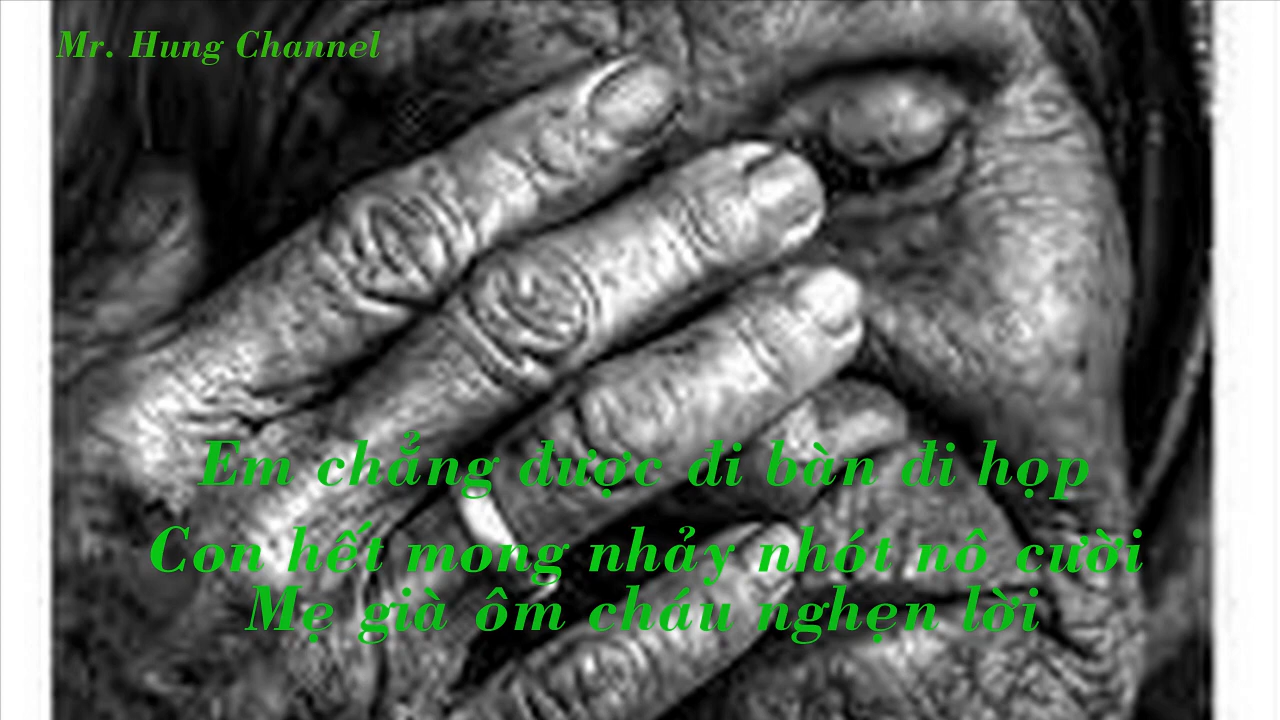 Mr. Hung Channel
Em chẳng được đi bàn đi họp
Con hết mong nhảy nhót nô cười
Mẹ già ôm cháu nghẹn lời